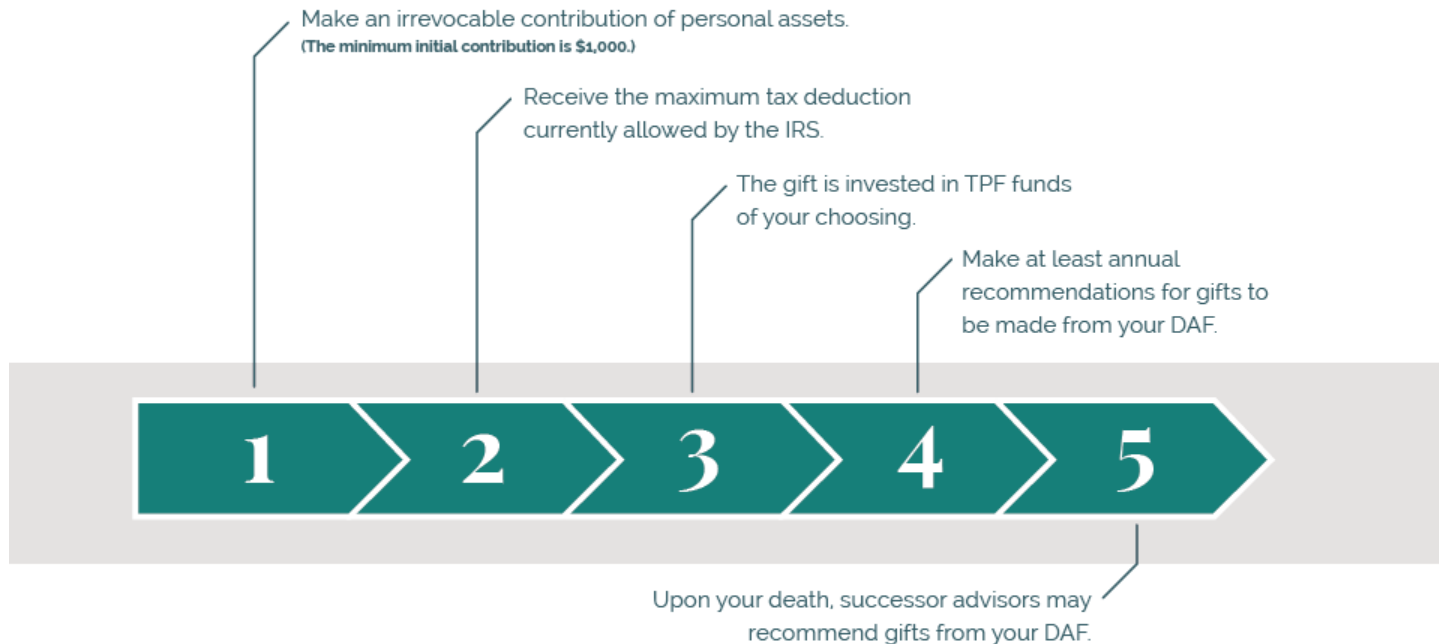 Make an irrevocable contribution of personal assets.
(The minimum initial contribution is $1,000.)
Receive the maximum tax deduction
currently allowed by the IRS.
The gift is invested in TPF funds
of your choosing.
Make at least annual
recommendations for gifts to
be made from your DAF.
1
2
3
4
5
Upon your death, successor advisors may
recommend gifts from your DAF.